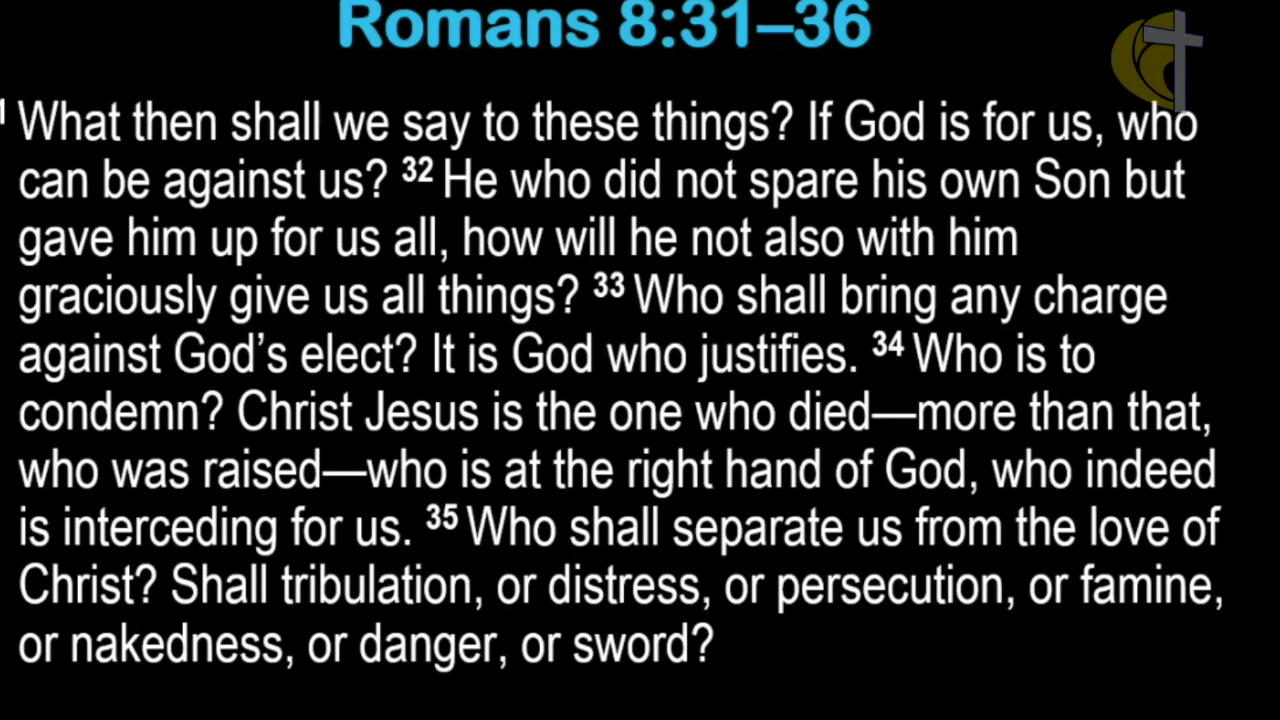 Romans 8:31–36
What then shall we say to these things? If God is for us, who
can be against us? 32 He who did not spare his own Son but
gave him up for us all, how will he not also with him
graciously give us all things? 33 Who shall bring any charge
against God’s elect? It is God who justifies. 34 Who is to
condemn? Christ Jesus is the one who died—more than that,
who was raised—who is at the right hand of God, who indeed
is interceding for us. 35 Who shall separate us from the love of
Christ? Shall tribulation, or distress, or persecution, or famine,
or nakedness, or danger, or sword?